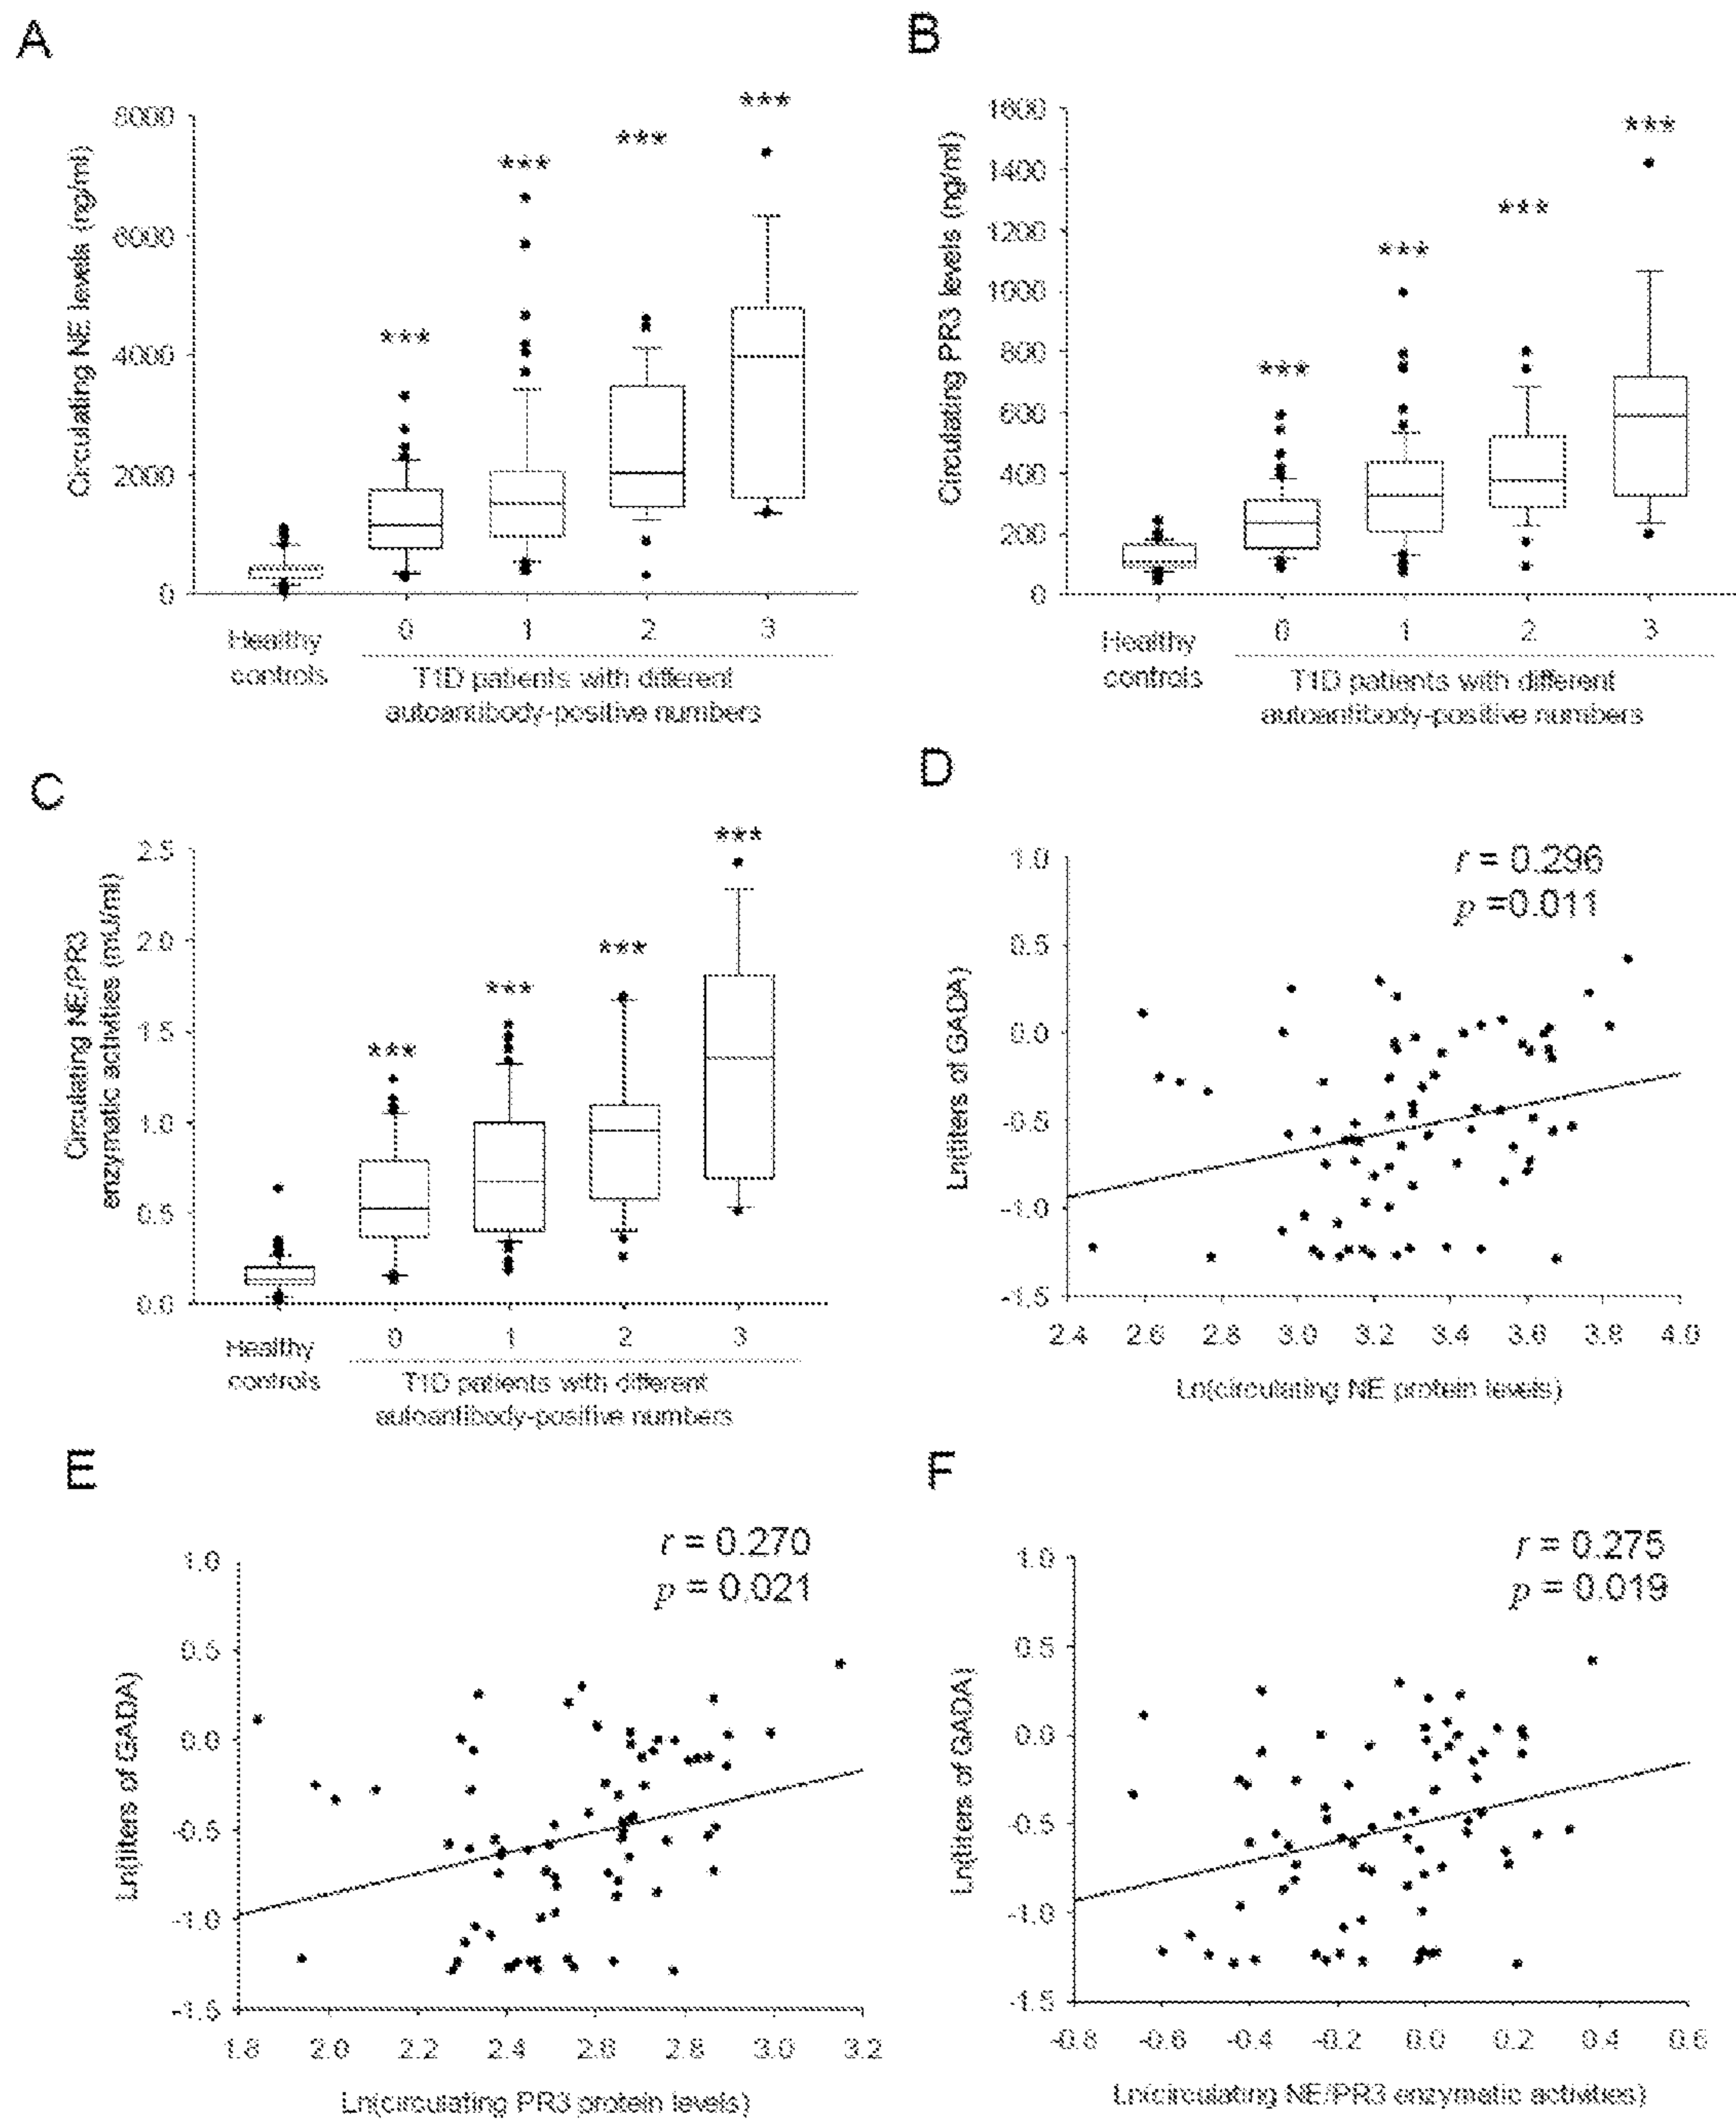 A
Circulating NE levels (ng/ml)
8000
6000
4000
2000
0
***
***
***
***
Healthy
controls
0
1
2
3
T1D patients with different
autoantibody-positive numbers
B
Circulating PR3 levels (ng/ml)
1600
1400
1200
1000
800
600
400
200
0
***
***
***
***
Healthy
controls
0
1
2
3
T1D patients with different
autoantibody-positive numbers
C
Circulating NE/PR3
enzymatic activities (mU/ml)
2.5
2.0
1.5
1.0
0.5
0.0
***
***
***
***
Healthy
controls
0
1
2
3
T1D patients with different
autoantibody-positive numbers
D
r = 0.296
p =0.011
Ln(titers of GADA)
1.0
0.5
0.0
-0.5
-1.0
-1.5
2.4 2.6 2.8 3.0 3.2 3.4 3.6 3.8 4.0
Ln(circulating NE protein levels)
E
r = 0.270
p = 0.021
Ln(titers of GADA)
1.0
0.5
0.0
-0.5
-1.0
-1.5
1.8 2.0 2.2 2.4 2.6 2.8 3.0 3.2
Ln(circulating PR3 protein levels)
F
r = 0.275
p = 0.019
Ln(titers of GADA)
1.0
0.5
0.0
-0.5
-1.0
-1.5
-0.8 -0.6 -0.4 -0.2 0.0 0.2 0.4 0.6
Ln(circulating NE/PR3 enzymatic activities)